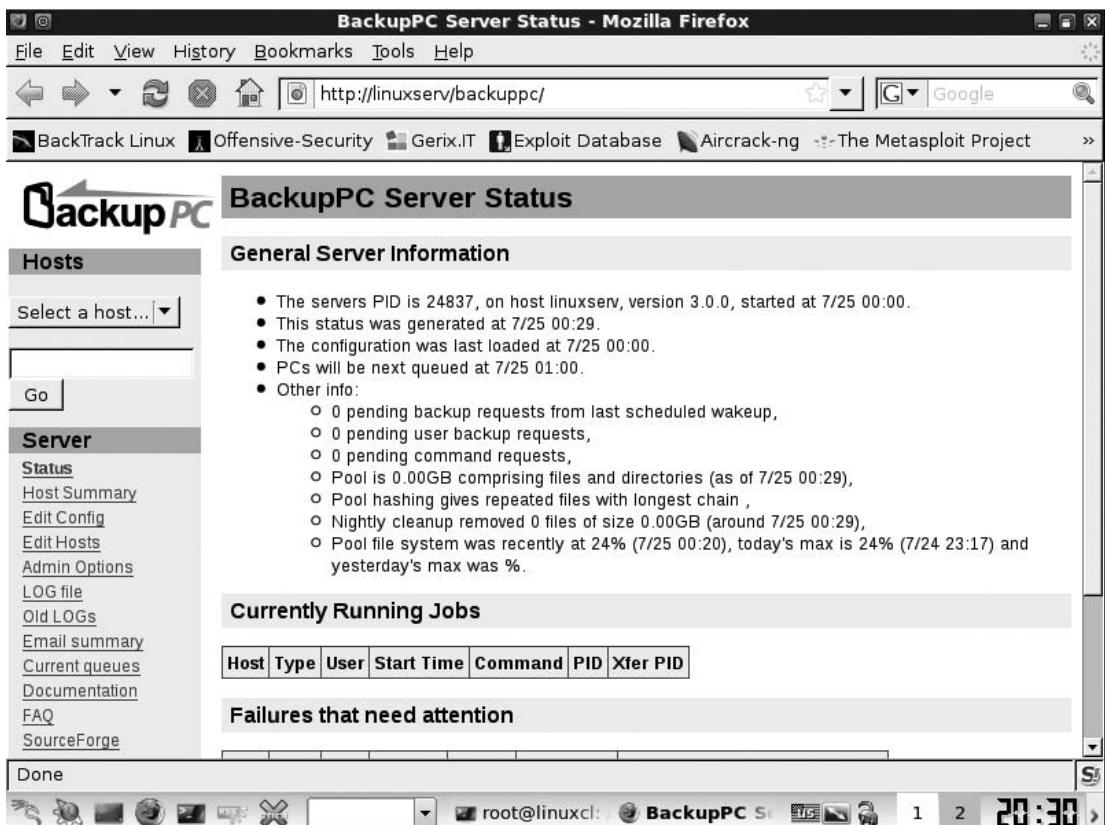 BackupPC Server Status - Mozilla Firefox
File Edit View History Bookmarks Tools Help
http://linuxserv/backuppc/
G Google
BackTrack Linux Offensive-Security Gerix.IT Exploit Database Aircrack-ng The Metasploit Project »
BackupPC
BackupPC Server Status
General Server Information
Hosts
Select a host...
Go
The servers PID is 24837, on host linuxserv, version 3.0.0, started at 7/25 00:00.
This status was generated at 7/25 00:29.
The configuration was last loaded at 7/25 00:00.
PCs will be next queued at 7/25 01:00.
Other info:
0 pending backup requests from last scheduled wakeup,
0 pending user backup requests,
0 pending command requests,
Pool is 0.00GB comprising files and directories (as of 7/25 00:29),
Pool hashing gives repeated files with longest chain ,
Nightly cleanup removed 0 files of size 0.00GB (around 7/25 00:29),
Pool file system was recently at 24% (7/25 00:20), today's max is 24% (7/24 23:17) and
yesterday's max was %.
Server
Status
Host Summary
Edit Config
Edit Hosts
Admin Options
LOG file
Old LOGs
Email summary
Current queues
Documentation
FAQ
SourceForge
Currently Running Jobs
Host Type User Start Time Command PID Xfer PID
Failures that need attention
Done
root@linuxcl: BackupPC S 1 2 20:30